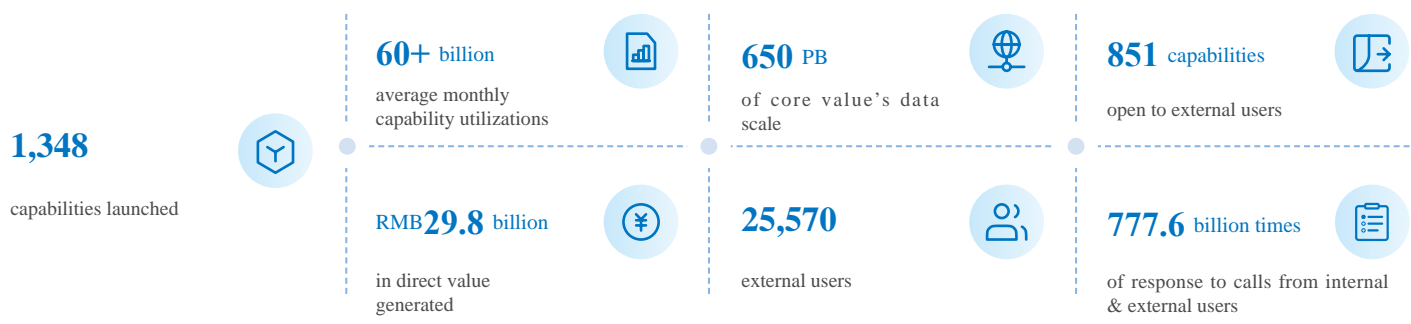 1,348
capabilities launched
60+ billion
average monthly
capability utilizations
RMB29.8 billion
in direct value
generated
650 PB
of core value's data
scale
25,570
external users
851 capabilities
open to external users
777.6 billion times
of response to calls from internal
& external users